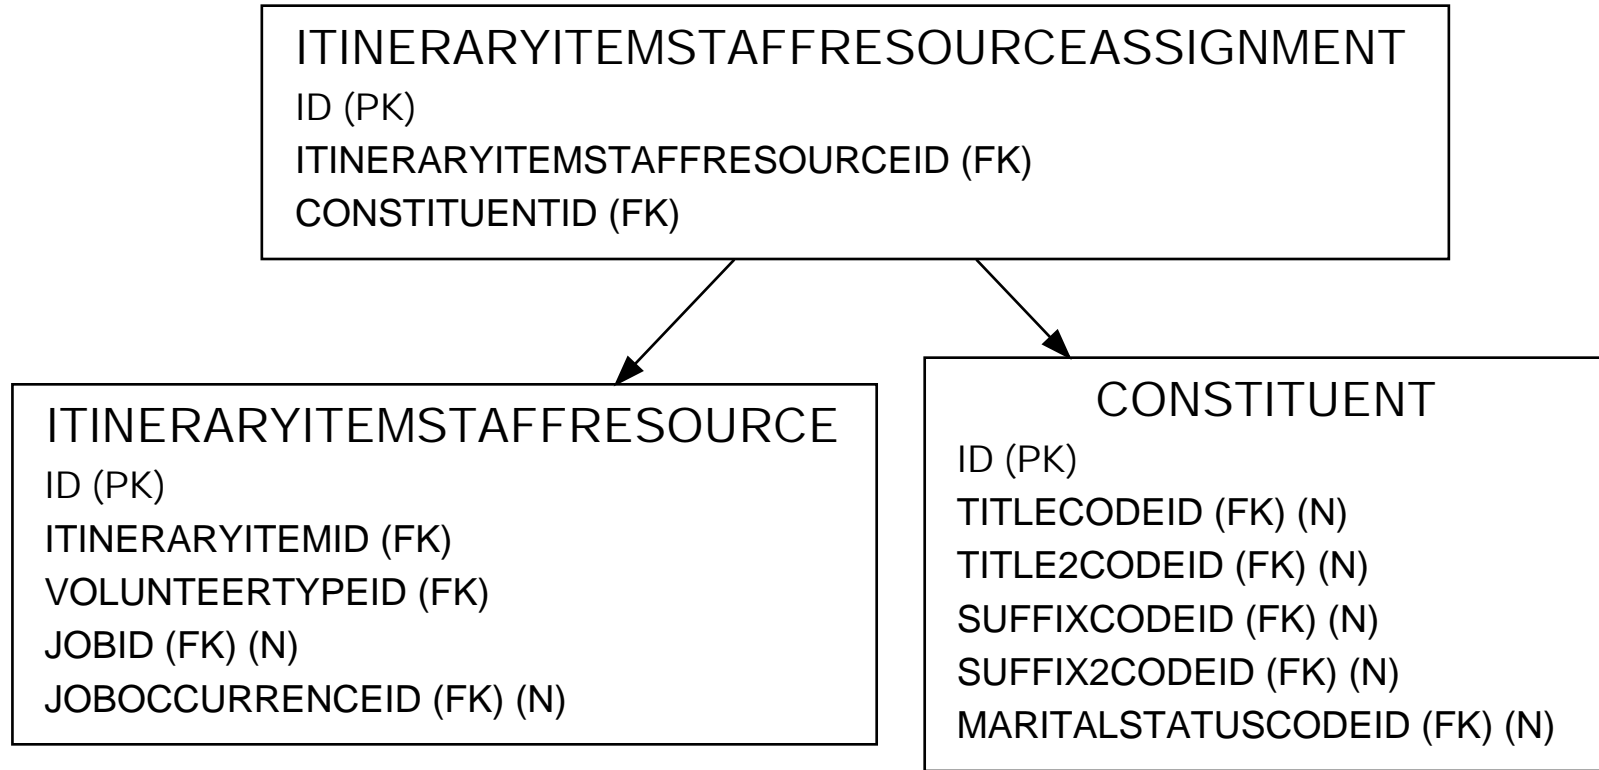 ITINERARYITEMSTAFFRESOURCEASSIGNMENT
ID (PK)
ITINERARYITEMSTAFFRESOURCEID (FK)
CONSTITUENTID (FK)
ITINERARYITEMSTAFFRESOURCE
ID (PK)
ITINERARYITEMID (FK)
VOLUNTEERTYPEID (FK)
JOBID (FK) (N)
JOBOCCURRENCEID (FK) (N)
CONSTITUENT
ID (PK)
TITLECODEID (FK) (N)
TITLE2CODEID (FK) (N)
SUFFIXCODEID (FK) (N)
SUFFIX2CODEID (FK) (N)
MARITALSTATUSCODEID (FK) (N)